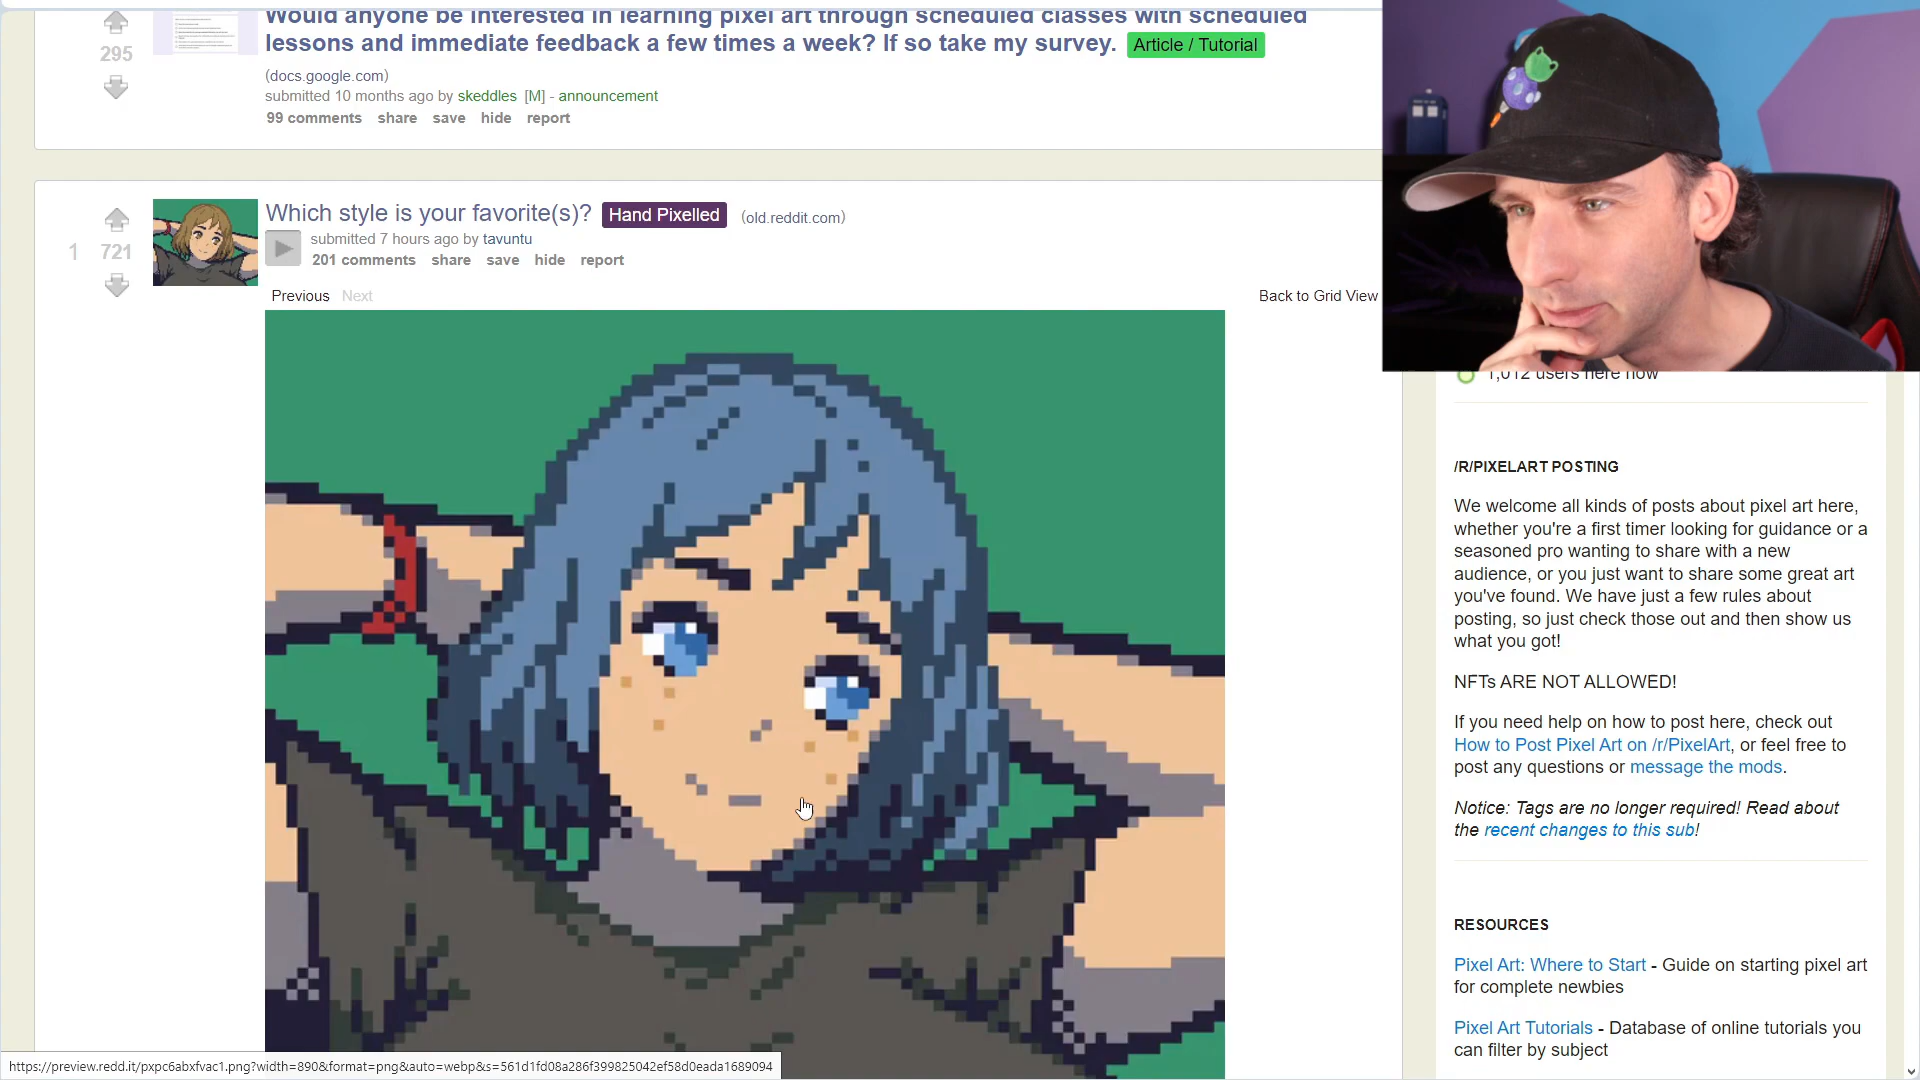 Would anyone be interested in learning pixel art through scheduled classes with scheduled
lessons and immediate feedback a few times a week? If so take my survey. Article / Tutorial
295
(docs.google.com)
submitted 10 months ago by skeddles [M] - announcement
99 comments share save hide report
Which style is your favorite(s)? Hand Pixelled (old.reddit.com)
submitted 7 hours ago by tavuntu
1 721
201 comments share save hide report
Previous Next Back to Grid View
1,012 users here now
/R/PIXELART POSTING
We welcome all kinds of posts about pixel art here,
whether you're a first timer looking for guidance or a
seasoned pro wanting to share with a new
audience, or you just want to share some great art
you've found. We have just a few rules about
posting, so just check those out and then show us
what you got!
NFTs ARE NOT ALLOWED!
If you need help on how to post here, check out
How to Post Pixel Art on /r/PixelArt, or feel free to
post any questions or message the mods.
Notice: Tags are no longer required! Read about
the recent changes to this sub!
RESOURCES
Pixel Art: Where to Start - Guide on starting pixel art
for complete newbies
Pixel Art Tutorials - Database of online tutorials you
can filter by subject
https://preview.redd.it/pxpc6abxfvac1.png?width=890&format=png&auto=webp&s=561d1fd08a286f399825042ef58d0eada1689094